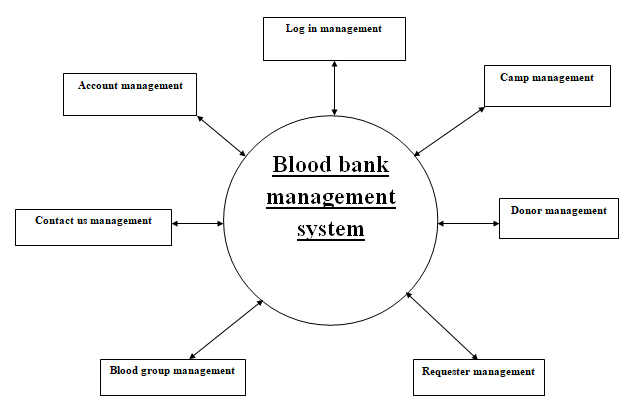 Log in management
Camp management
Account management
Blood bank
management
system
Donor management
Contact us management
Blood group management
Requester management